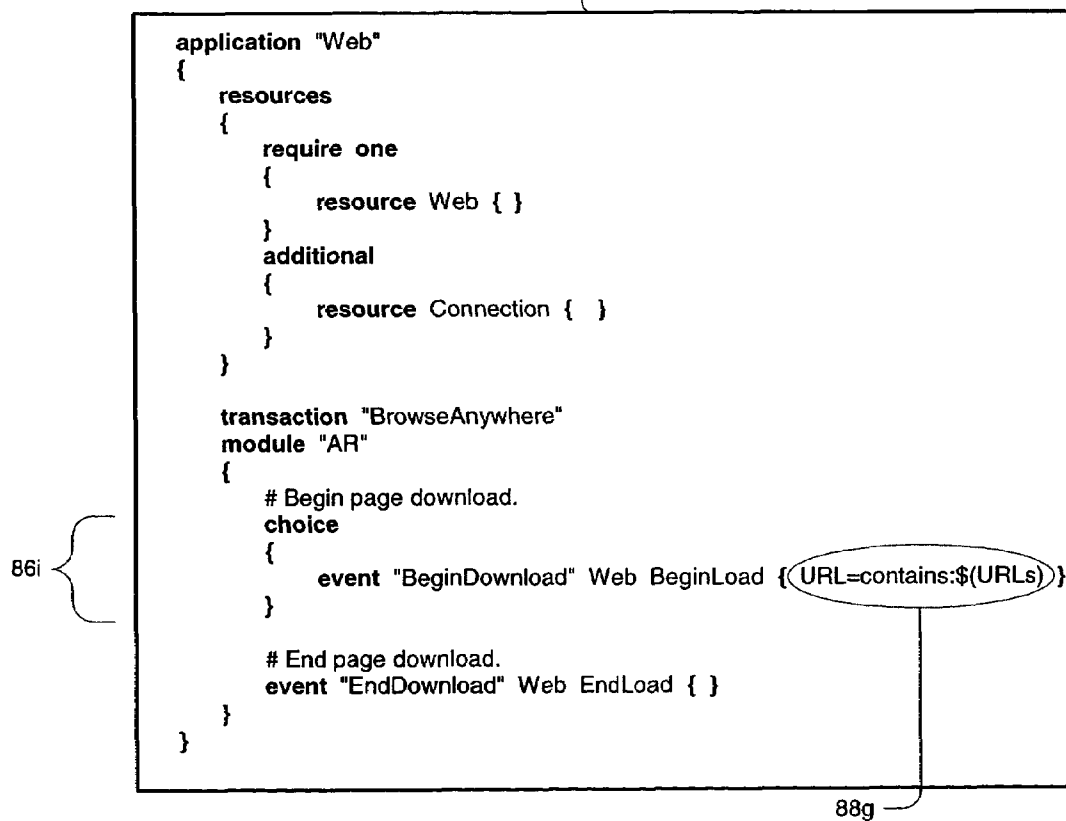 application "Web"
{
resources
{
require one
{
resource Web { }
}
additional
{
resource Connection { }
}
}
transaction "BrowseAnywhere"
module "AR"
{
# Begin page download.
choice
{
86i
event "BeginDownload" Web BeginLoad { URL=contains:$(URLs) }
}
# End page download.
event "EndDownload" Web EndLoad { }
}
}
88g